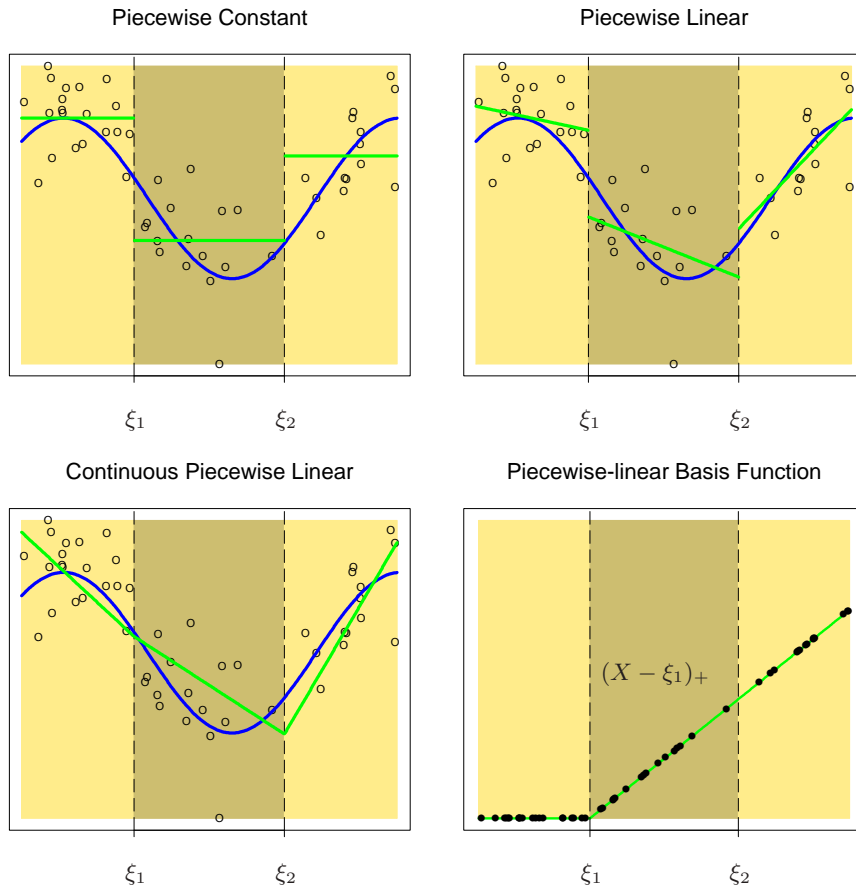 Piecewise Constant
Piecewise Linear
ξ1
ξ2
ξ1
ξ2
Continuous Piecewise Linear
Piecewise-linear Basis Function
(X − ξ1)+
ξ1
ξ2
ξ1
ξ2